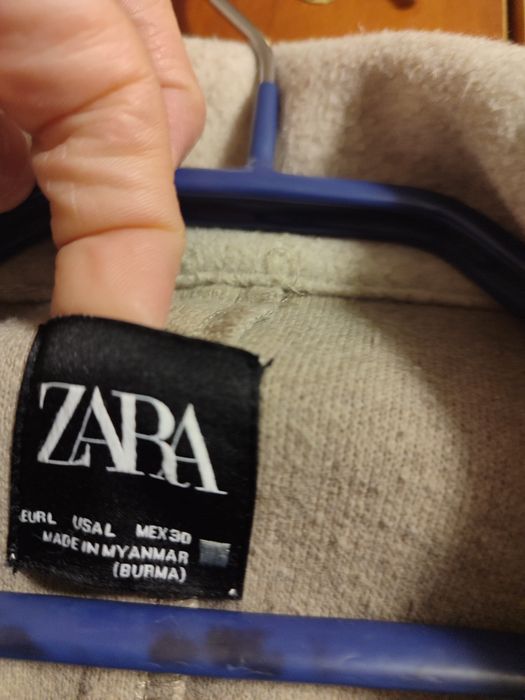 ZARA
EUR L USA L MEX 30
MADE IN MYANMAR
(BURMA)